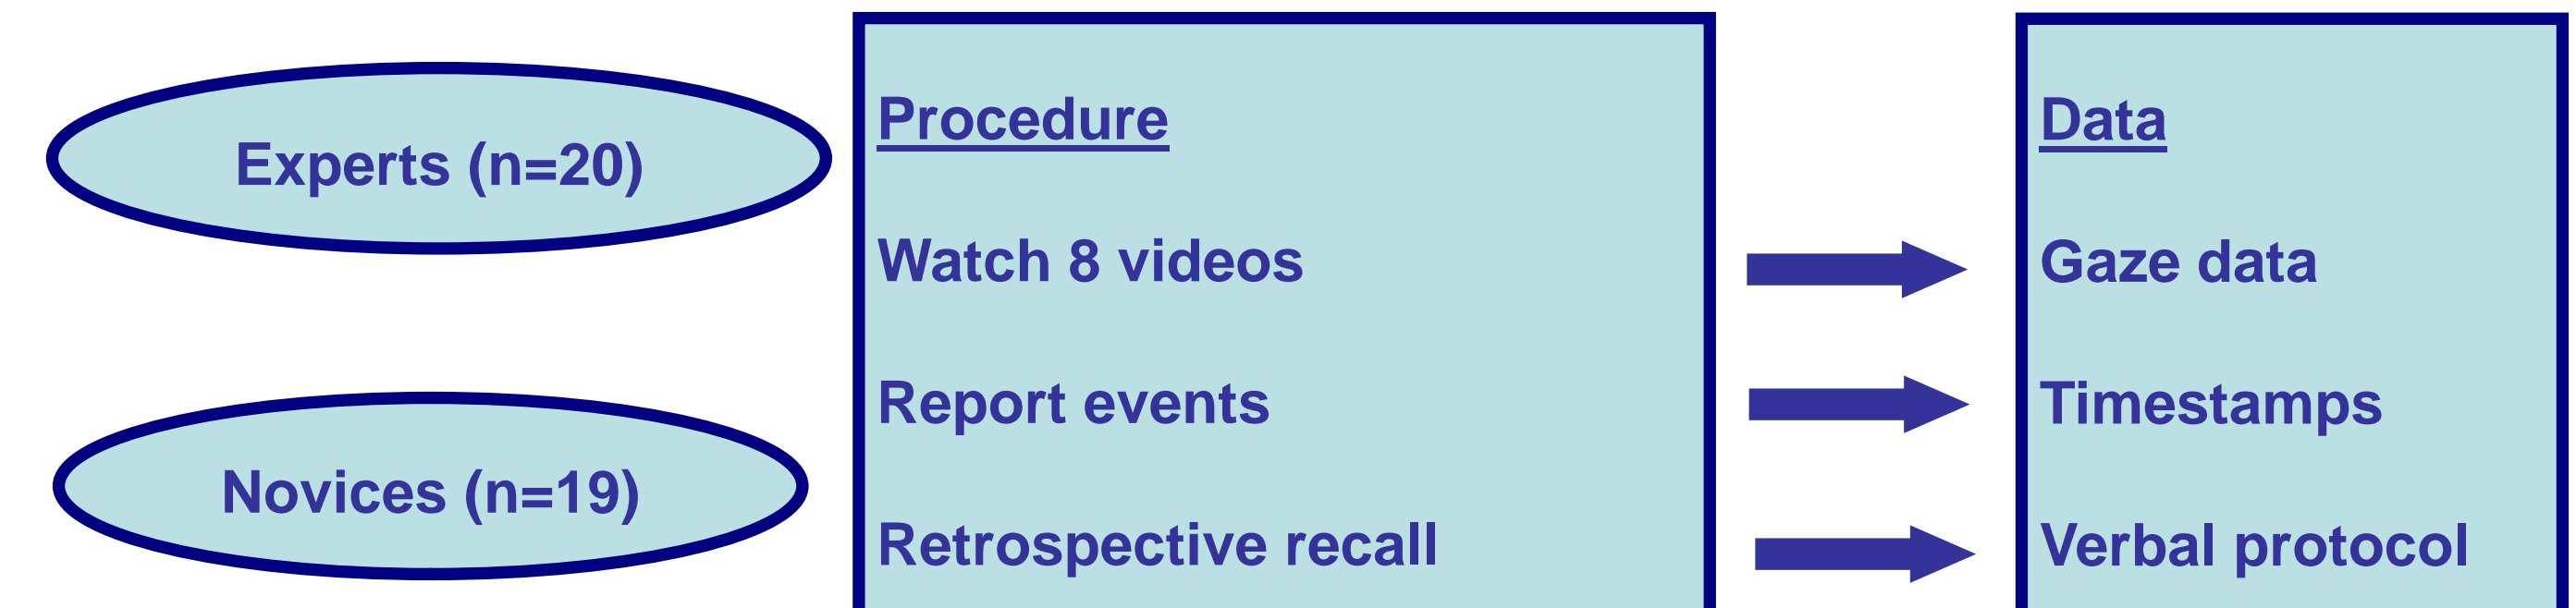 Experts (n=20)
Novices (n=19)
Procedure
Watch 8 videos
Report events
Retrospective recall
Data
Gaze data
Timestamps
Verbal protocol